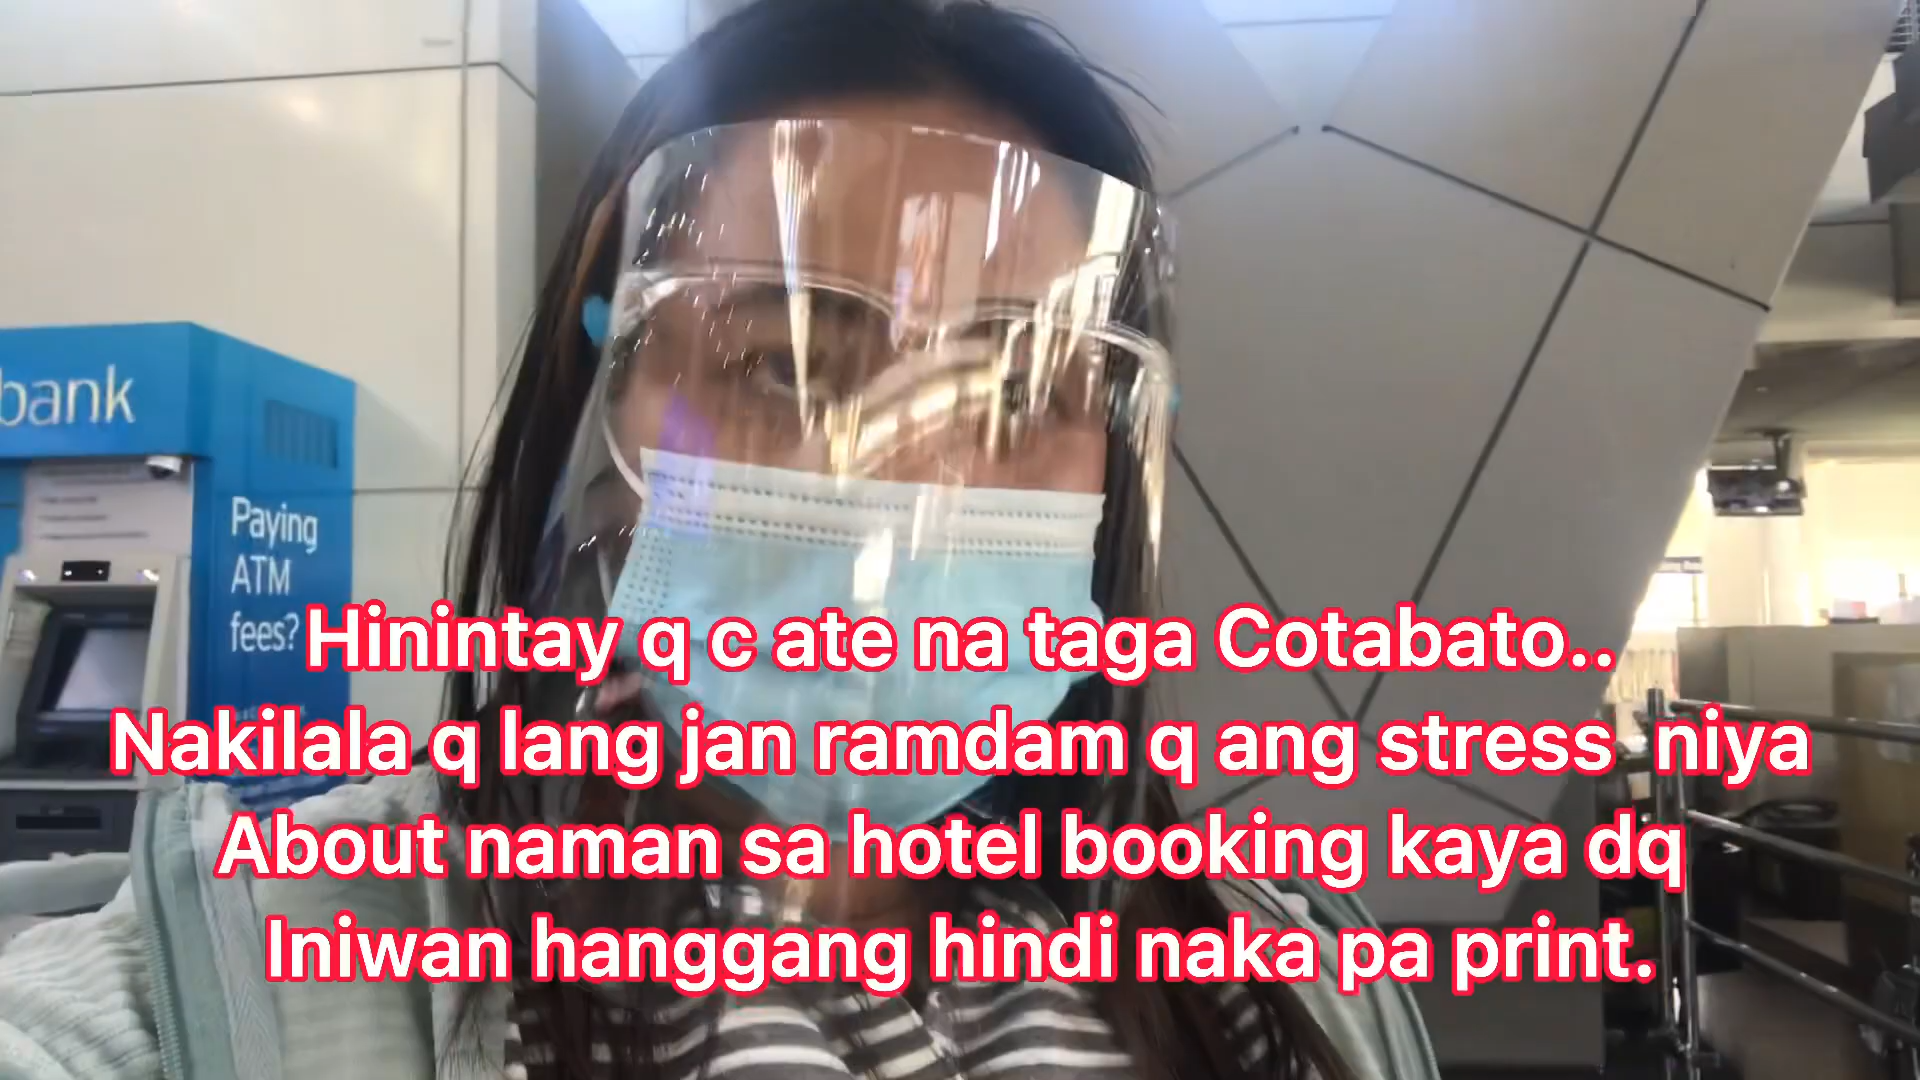 bank
Paying
ATM
fees?
Hinintay q c ate na taga Cotabato..
Nakilala q lang jan ramdam q ang stress niya
About naman sa hotel booking kaya dq
Iniwan hanggang hindi naka pa print.